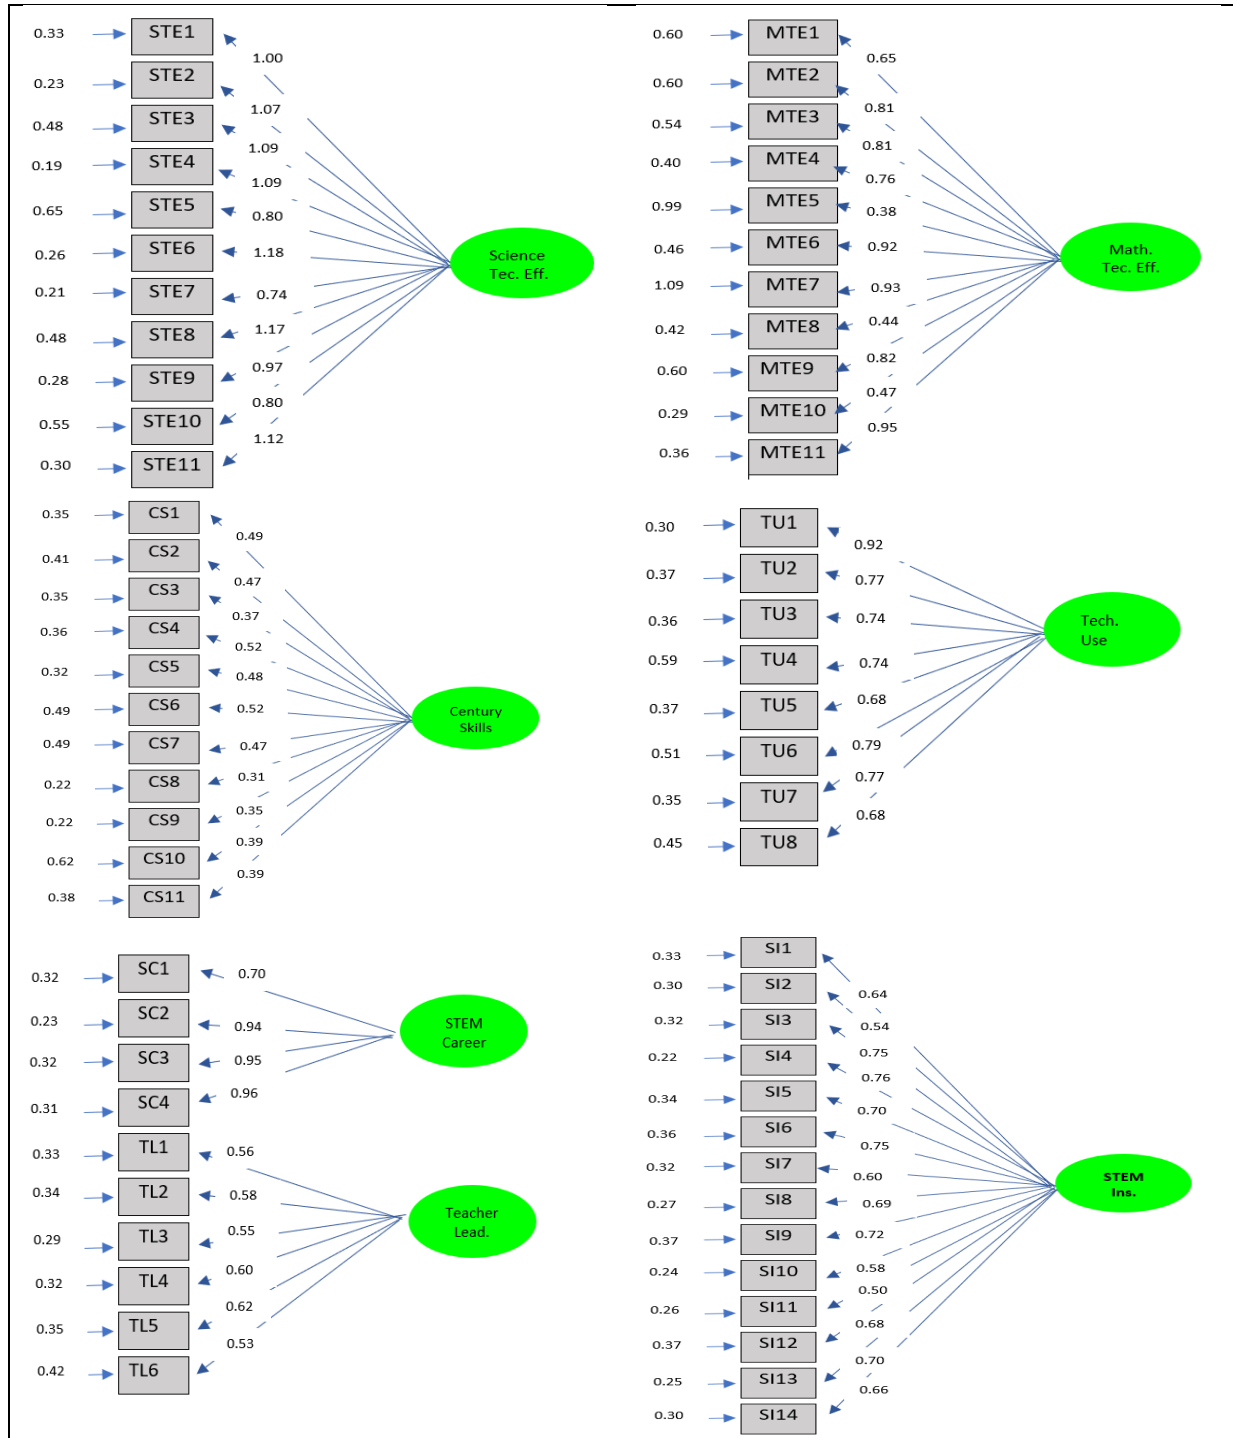 0.33 STE1
1.00
0.23 STE2
1.07
0.48 STE3
1.09
0.19 STE4
1.09
0.65 STE5
0.80
0.26 STE6
1.18
0.21 STE7
0.74
0.48 STE8
1.17
0.28 STE9
0.97
0.55 STE10
0.80
0.30 STE11
1.12
Science
Tec. Eff.
0.60 MTE1
0.65
0.60 MTE2
0.81
0.54 MTE3
0.81
0.40 MTE4
0.76
0.99 MTE5
0.38
0.46 MTE6
0.92
1.09 MTE7
0.93
0.42 MTE8
0.44
0.60 MTE9
0.82
0.29 MTE10
0.47
0.36 MTE11
0.95
Math.
Tec. Eff.
0.35 CS1
0.49
0.41 CS2
0.47
0.35 CS3
0.37
0.36 CS4
0.52
0.32 CS5
0.48
0.49 CS6
0.52
0.49 CS7
0.47
0.22 CS8
0.31
0.22 CS9
0.35
0.62 CS10
0.39
0.38 CS11
0.39
Century
Skills
0.30 TU1
0.92
0.37 TU2
0.77
0.36 TU3
0.74
0.59 TU4
0.74
0.37 TU5
0.68
0.51 TU6
0.79
0.35 TU7
0.77
0.45 TU8
0.68
Tech.
Use
0.32 SC1 0.70
0.23 SC2 0.94
0.32 SC3 0.95
0.31 SC4 0.96
STEM
Career
0.33 TL1 0.56
0.34 TL2 0.58
0.29 TL3 0.55
0.32 TL4 0.60
0.35 TL5 0.62
0.42 TL6 0.53
Teacher
Lead.
0.33 SI1
0.64
0.30 SI2
0.54
0.32 SI3
0.75
0.22 SI4
0.76
0.34 SI5
0.70
0.36 SI6
0.75
0.32 SI7
0.60
0.27 SI8
0.69
0.37 SI9
0.72
0.24 SI10
0.58
0.26 SI11
0.50
0.37 SI12
0.68
0.25 SI13
0.70
0.30 SI14
0.66
STEM
Ins.